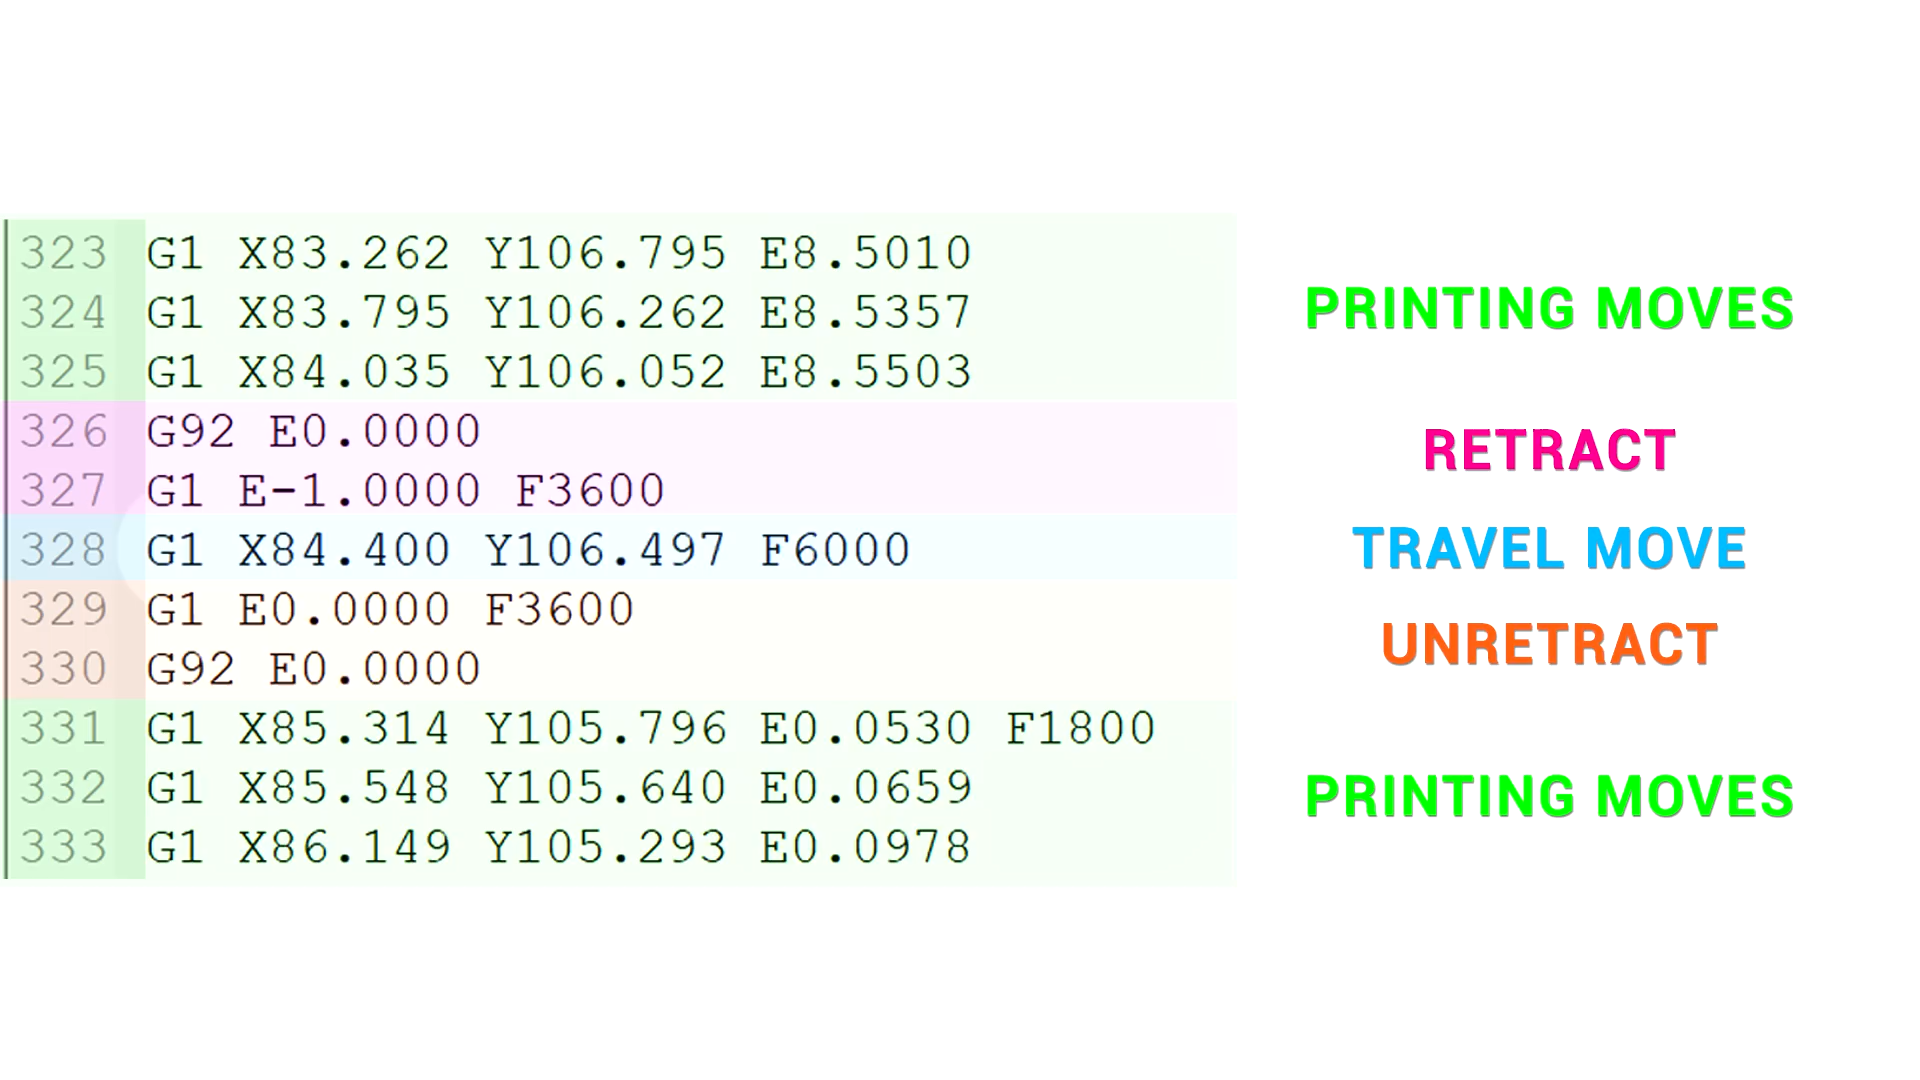 323 G1 X83.262 Y106.795 E8.5010
324 G1 X83.795 Y106.262 E8.5357
325 G1 X84.035 Y106.052 E8.5503
PRINTING MOVES
326 G92 E0.0000
327 G1 E-1.0000 F3600
RETRACT
328 G1 X84.400 Y106.497 F6000
TRAVEL MOVE
329 G1 E0.0000 F3600
330 G92 E0.0000
UNRETRACT
331 G1 X85.314 Y105.796 E0.0530 F1800
332 G1 X85.548 Y105.640 E0.0659
333 G1 X86.149 Y105.293 E0.0978
PRINTING MOVES